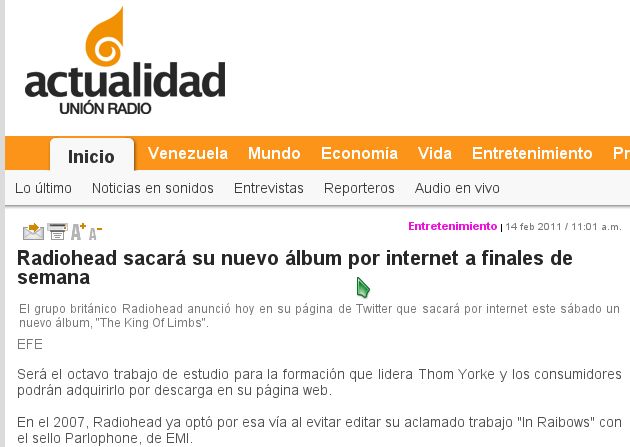 actualidad
UNIÓN RADIO
Inicio Venezuela Mundo Economía Vida Entretenimiento Pr
Lo último Noticias en sonidos Entrevistas Reporteros Audio en vivo
A+ A- Entretenimiento | 14 feb 2011 / 11:01 a.m.
Radiohead sacará su nuevo álbum por internet a finales de
semana
El grupo británico Radiohead anunció hoy en su página de Twitter que sacará por internet este sábado un
nuevo álbum, "The King Of Limbs".
EFE
Será el octavo trabajo de estudio para la formación que lidera Thom Yorke y los consumidores
podrán adquirirlo por descarga en su página web.
En el 2007, Radiohead ya optó por esa vía al evitar editar su aclamado trabajo "In Raibows" con
el sello Parlophone, de EMI.